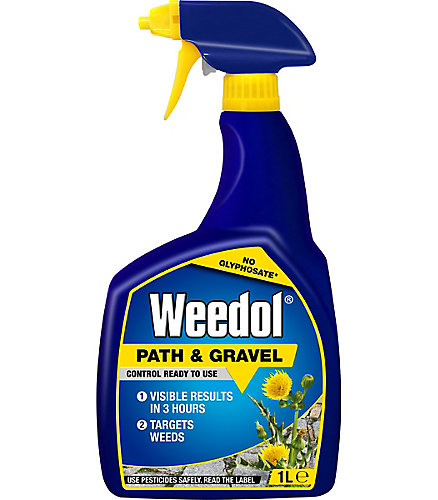 NO
GLYPHOSATE*
Weedol®
PATH & GRAVEL
CONTROL READY TO USE
1 VISIBLE RESULTS
IN 3 HOURS
2 TARGETS
WEEDS
1L℮
USE PESTICIDES SAFELY. READ THE LABEL